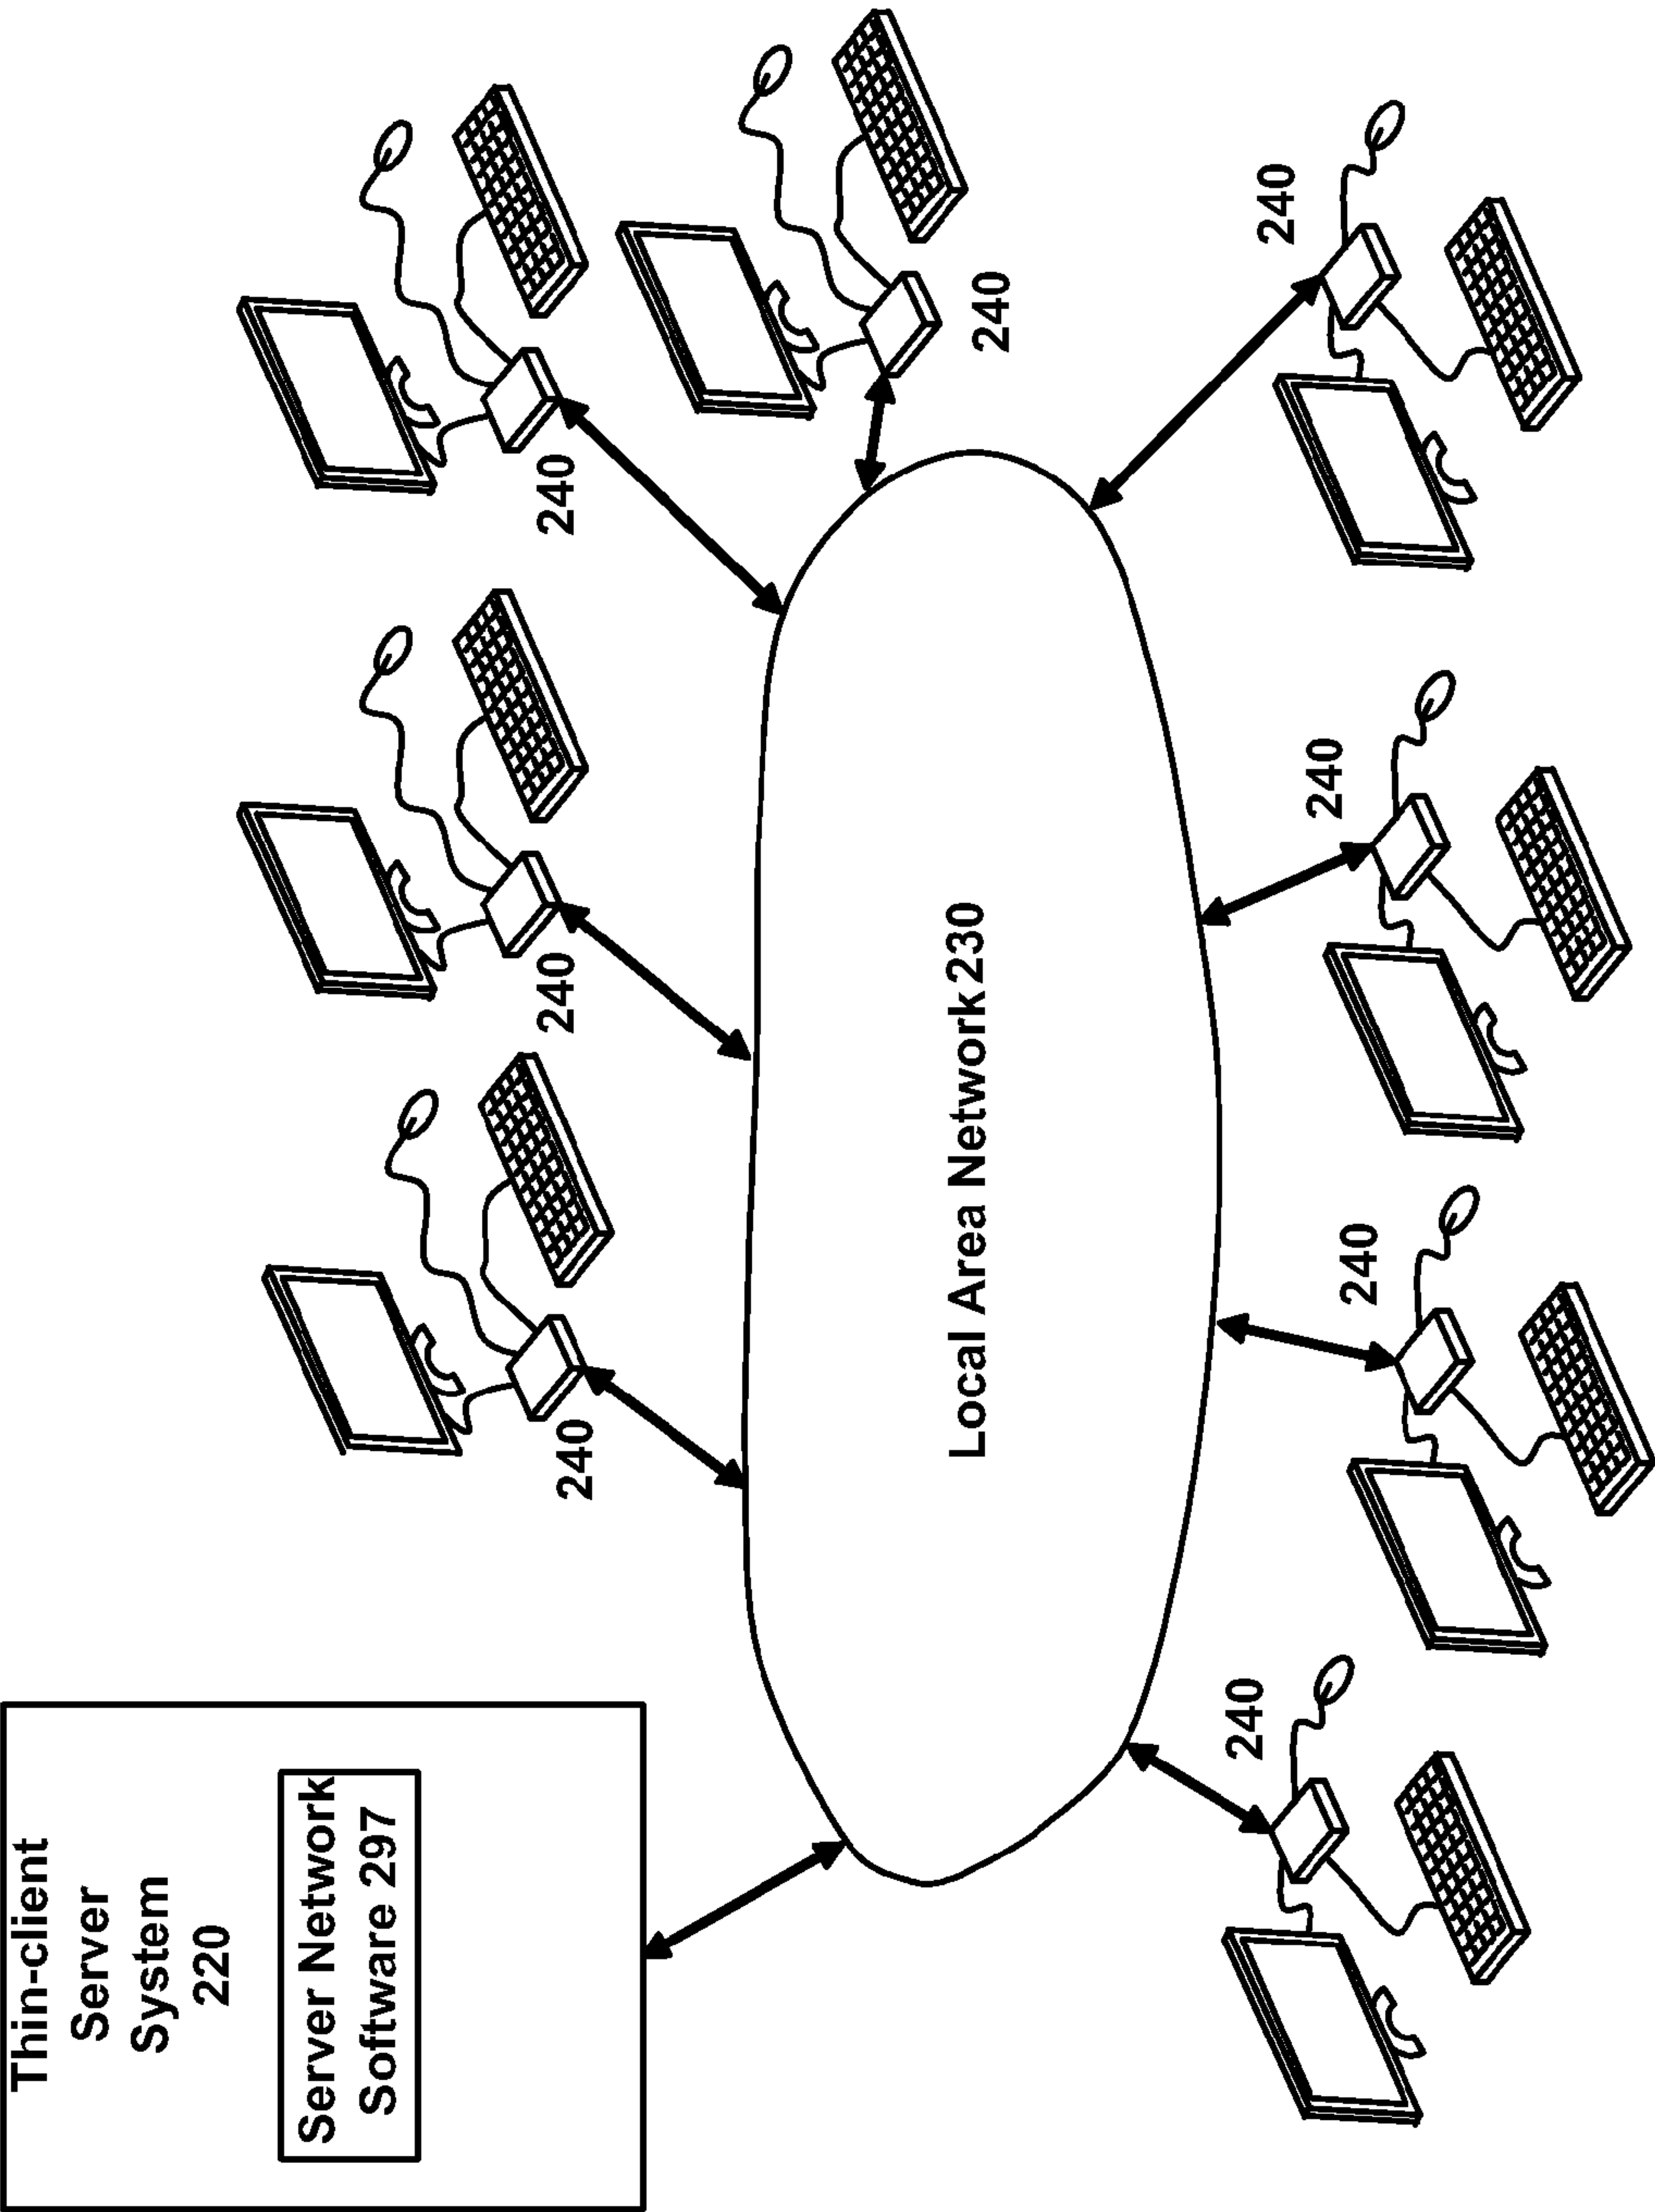 Thin-client
Server
System
220
Server Network
Software 297
240
240
240
240
Local Area Network 230
240
240
240
240